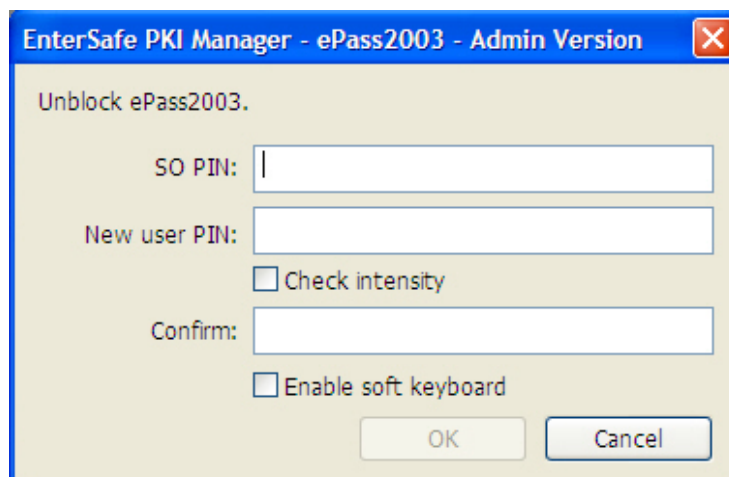 EnterSafe PKI Manager - ePass2003 - Admin Version
Unblock ePass2003.
SO PIN:
New user PIN:
Check intensity
Confirm:
Enable soft keyboard
OK Cancel